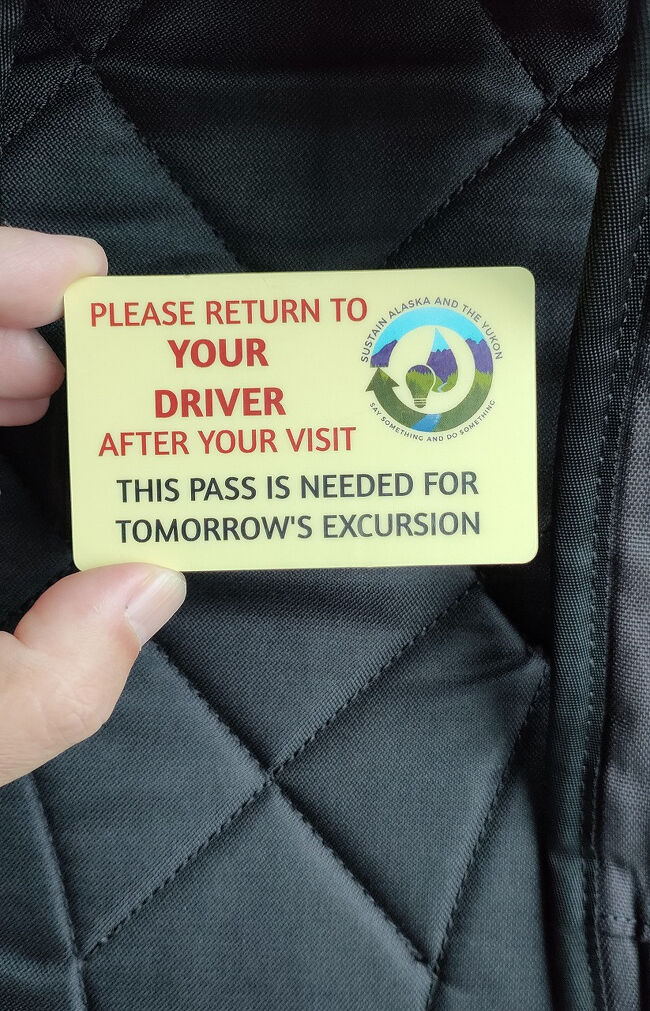 PLEASE RETURN TO
YOUR
DRIVER
AFTER YOUR VISIT
THIS PASS IS NEEDED FOR
TOMORROW'S EXCURSION
SUSTAIN ALASKA AND THE YUKON
SAY SOMETHING AND DO SOMETHING